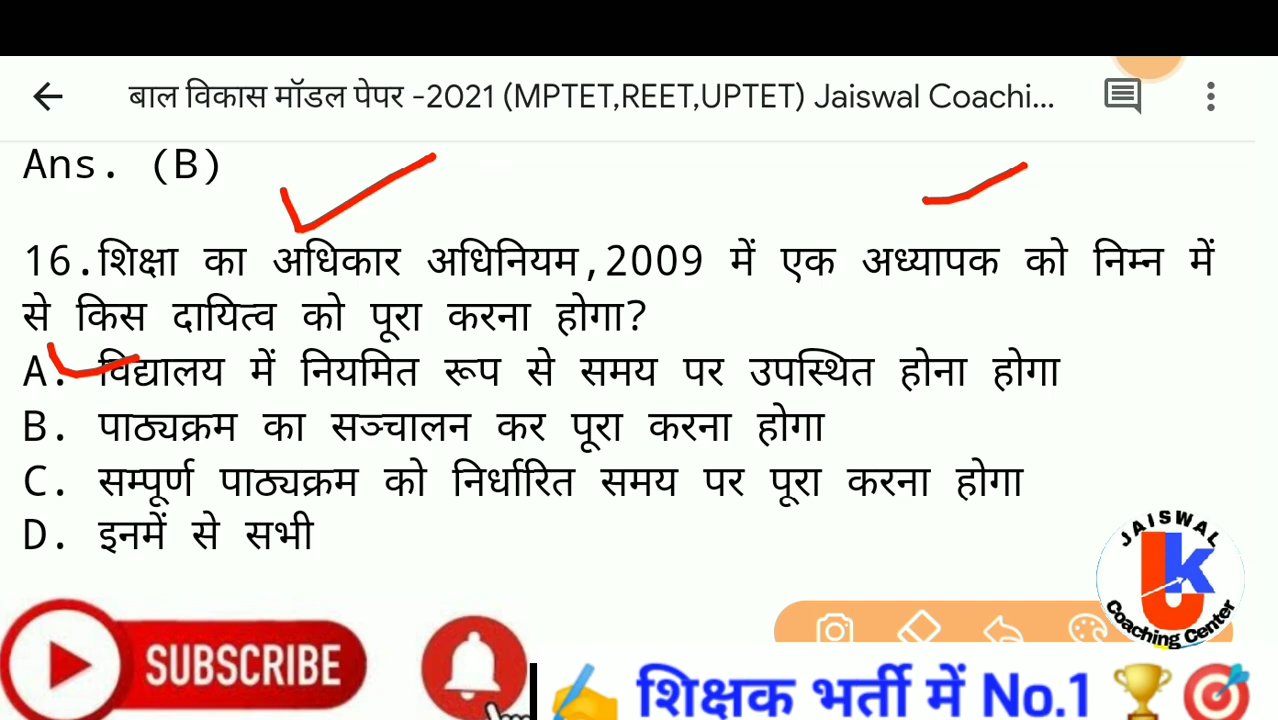 बाल विकास मॉडल पेपर -2021 (MPTET,REET,UPTET) Jaiswal Coachi...
Ans. (B)
16.शिक्षा का अधिकार अधिनियम,2009 में एक अध्यापक को निम्न में
से किस दायित्व को पूरा करना होगा?
A. विद्यालय में नियमित रूप से समय पर उपस्थित होना होगा
B. पाठ्यक्रम का सञ्चालन कर पूरा करना होगा
C. सम्पूर्ण पाठ्यक्रम को निर्धारित समय पर पूरा करना होगा
D. इनमें से सभी
JAISWAL
JK
Coaching Center
SUBSCRIBE
शिक्षक भर्ती में No.1